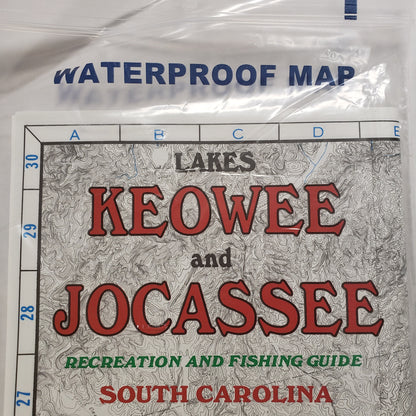 WATERPROOF MAP
A B C D E
30
LAKES
KEOWEE
29
and
28
JOCASSEE
RECREATION AND FISHING GUIDE
27
SOUTH CAROLINA